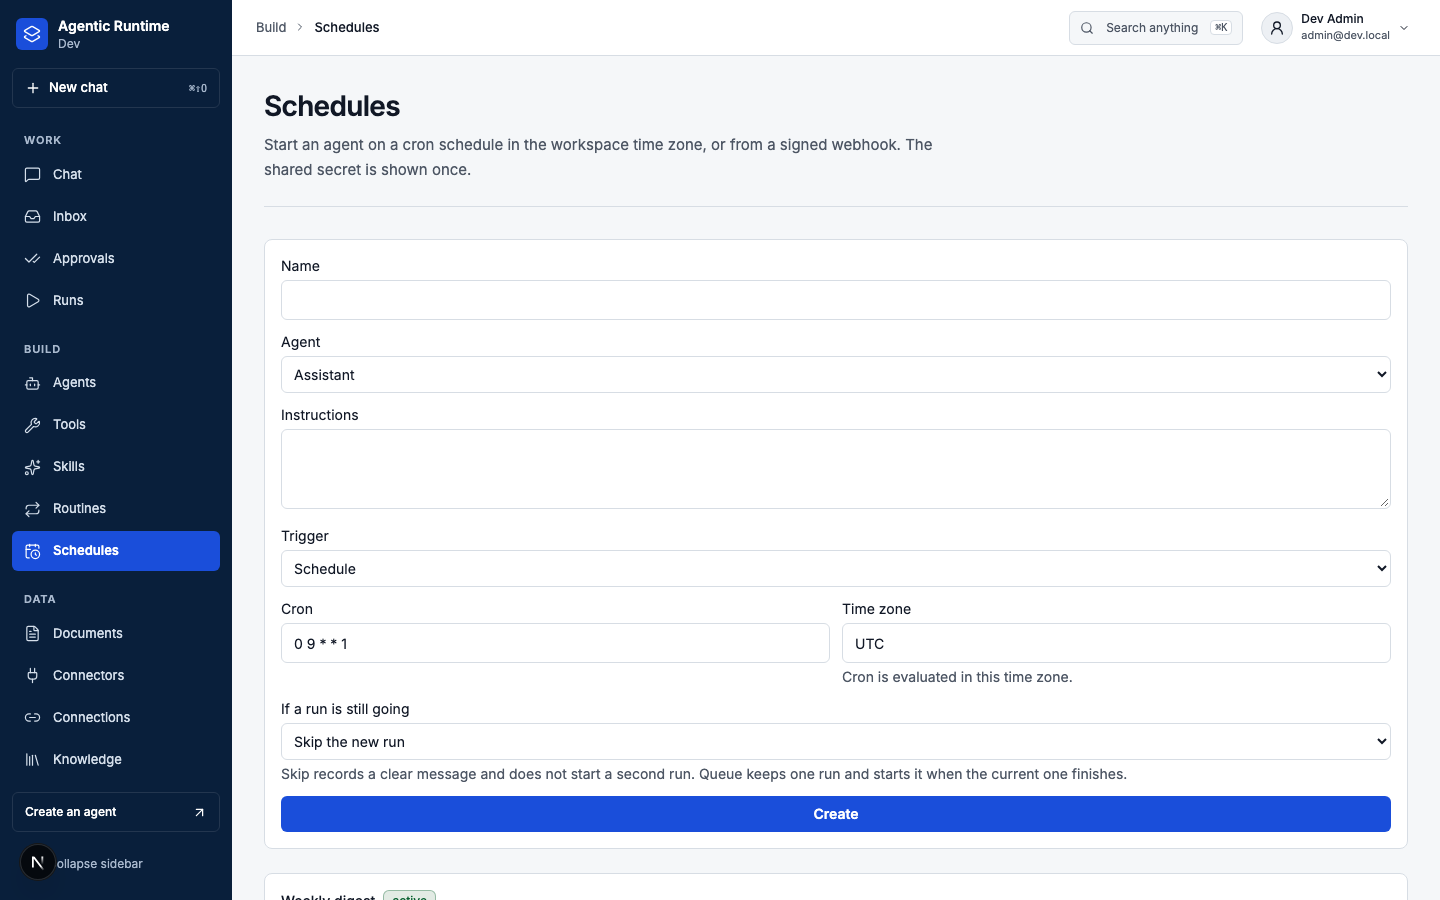 Agentic Runtime
Dev
New chat ⌘⇧O
WORK
Chat
Inbox
Approvals
Runs
BUILD
Agents
Tools
Skills
Routines
Schedules
DATA
Documents
Connectors
Connections
Knowledge
Create an agent
N
ollapse sidebar
Build > Schedules
Search anything ⌘K
Dev Admin
admin@dev.local
Schedules
Start an agent on a cron schedule in the workspace time zone, or from a signed webhook. The
shared secret is shown once.
Name
Agent
Assistant
Instructions
Trigger
Schedule
Cron
0 9 * * 1
Time zone
UTC
Cron is evaluated in this time zone.
If a run is still going
Skip the new run
Skip records a clear message and does not start a second run. Queue keeps one run and starts it when the current one finishes.
Create
Weekly digest active